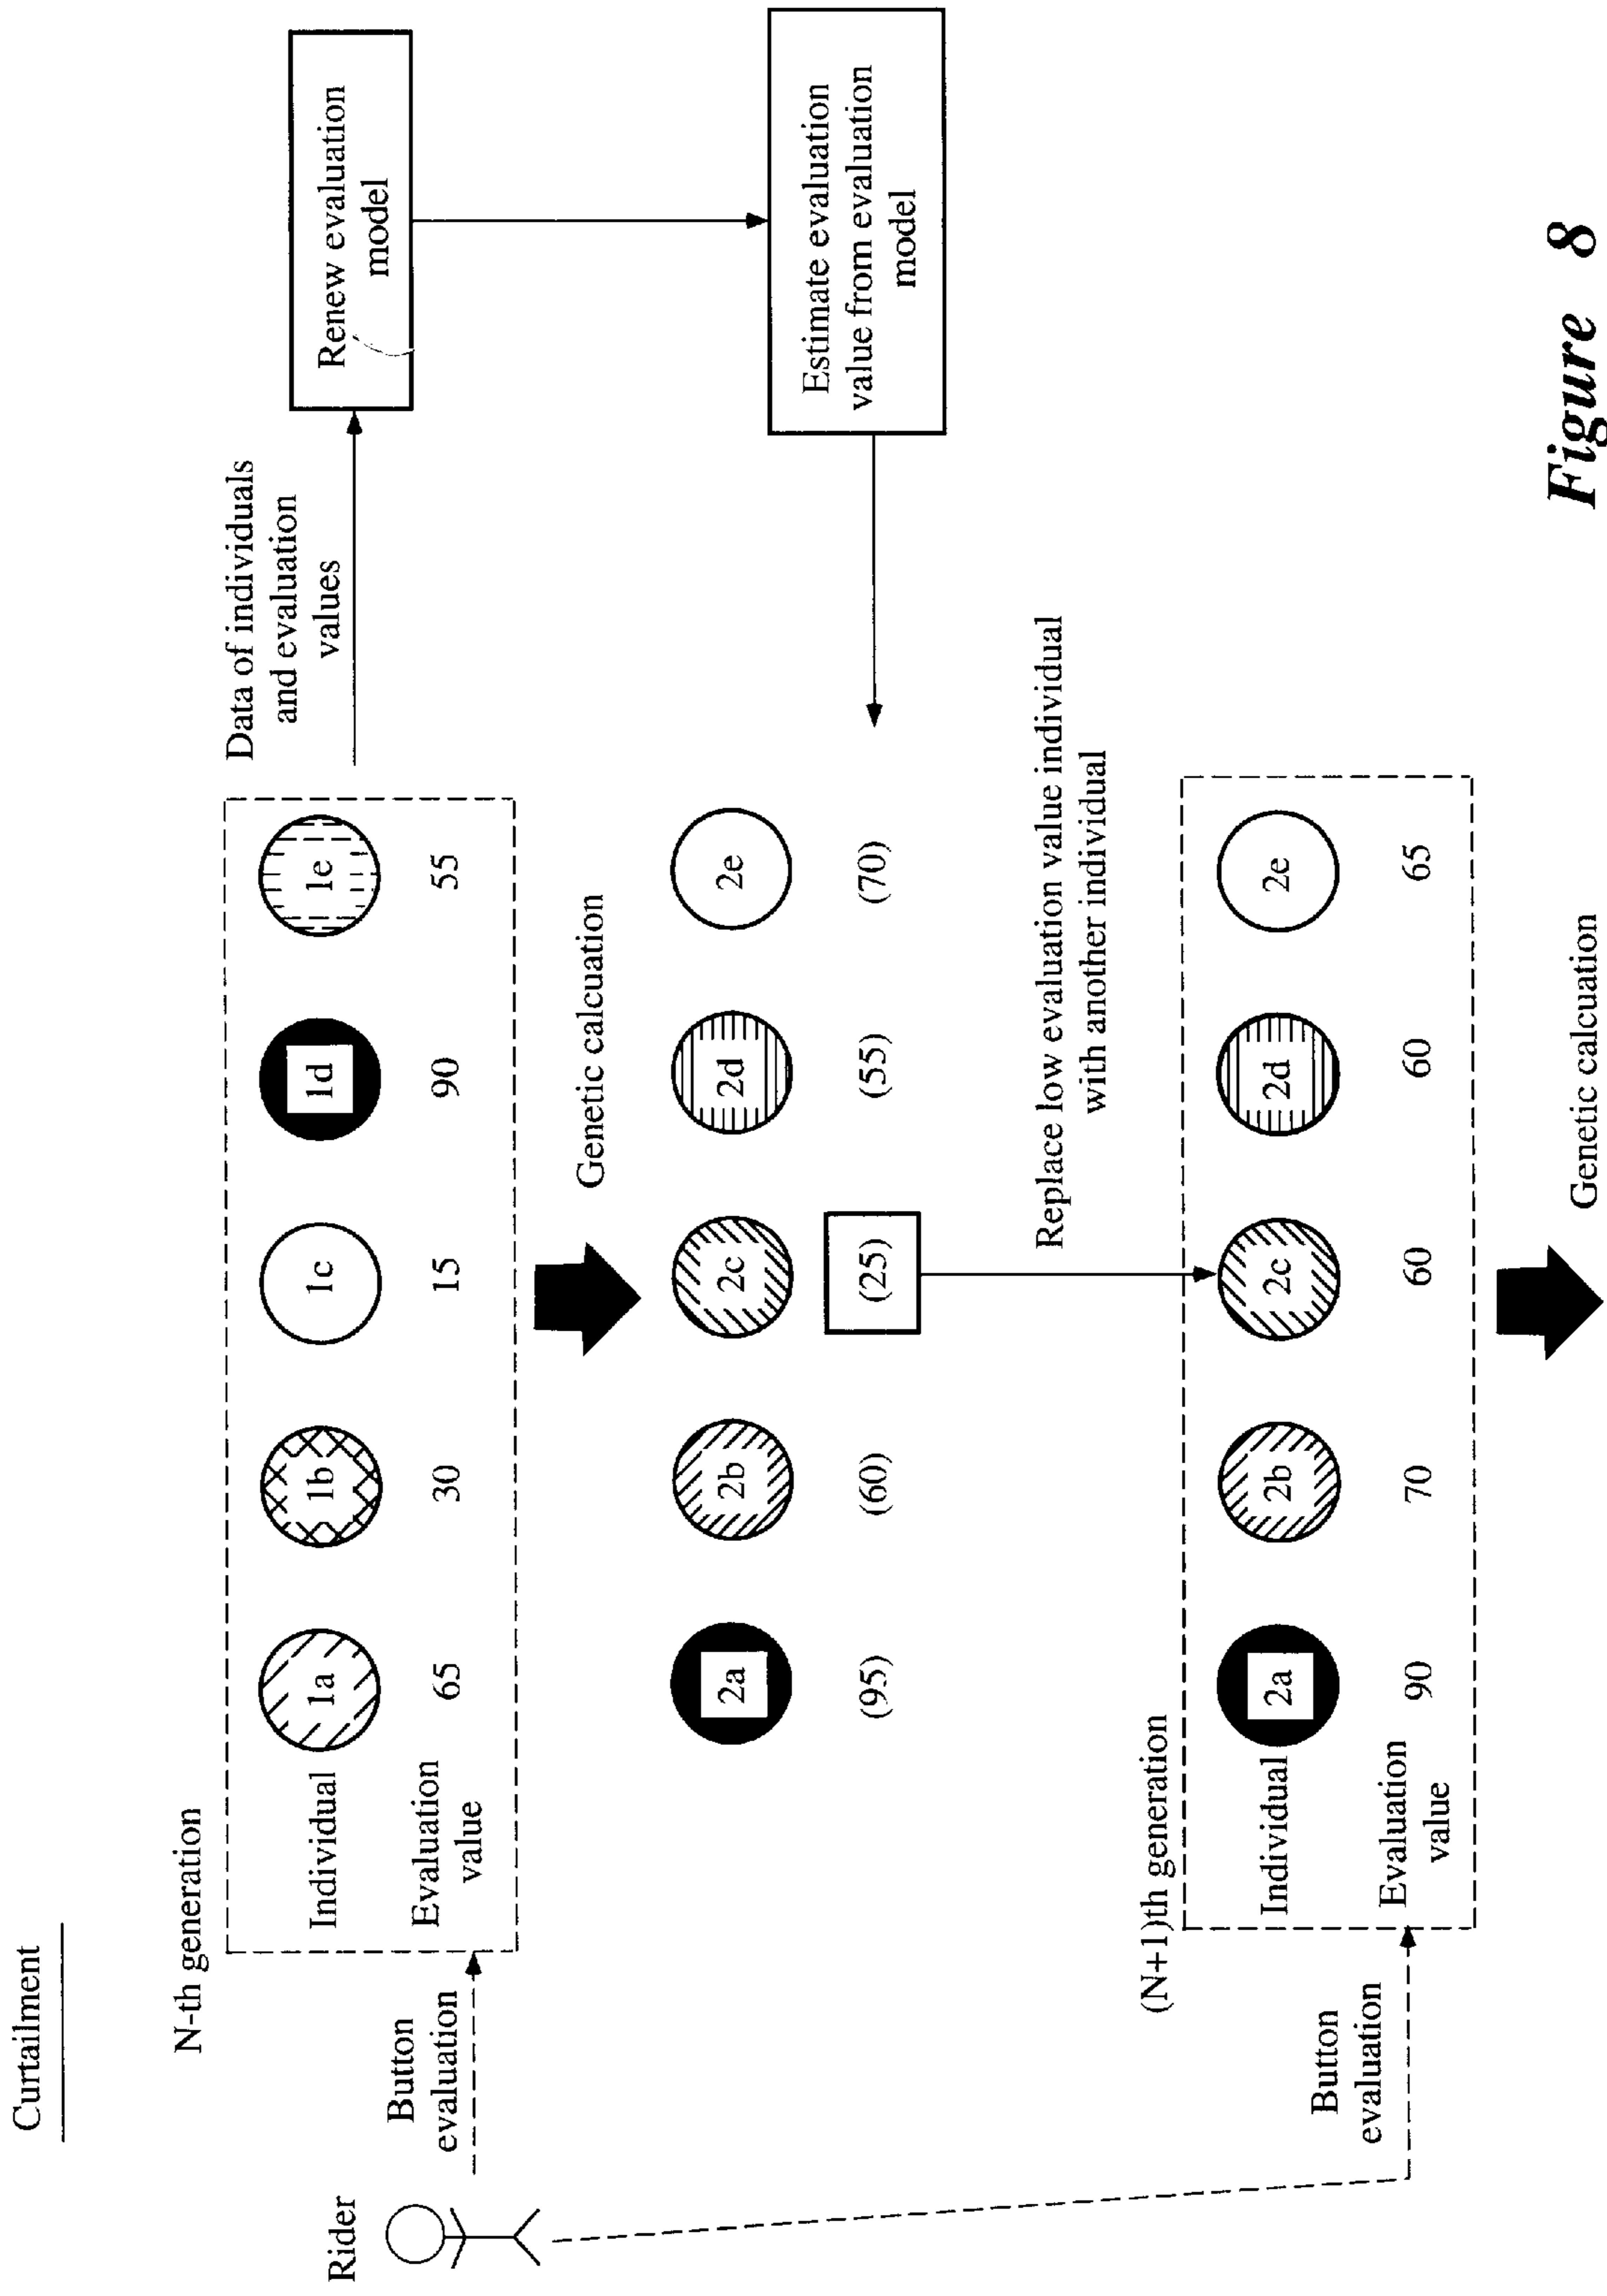 Curtailment
N-th generation
Rider
Button
evaluation
Individual
1a
1b
1c
1d
1e
Evaluation
value
65
30
15
90
55
Data of individuals
and evaluation
values
Renew evaluation
model
Genetic calcuation
2a
2b
2c
2d
2e
(95)
(60)
(25)
(55)
(70)
Estimate evaluation
value from evaluation
model
Replace low evaluation value individual
with another individual
(N+1)th generation
Button
evaluation
Individual
2a
2b
2c
2d
2e
Evaluation
value
90
70
60
60
65
Genetic calcuation
Figure 8